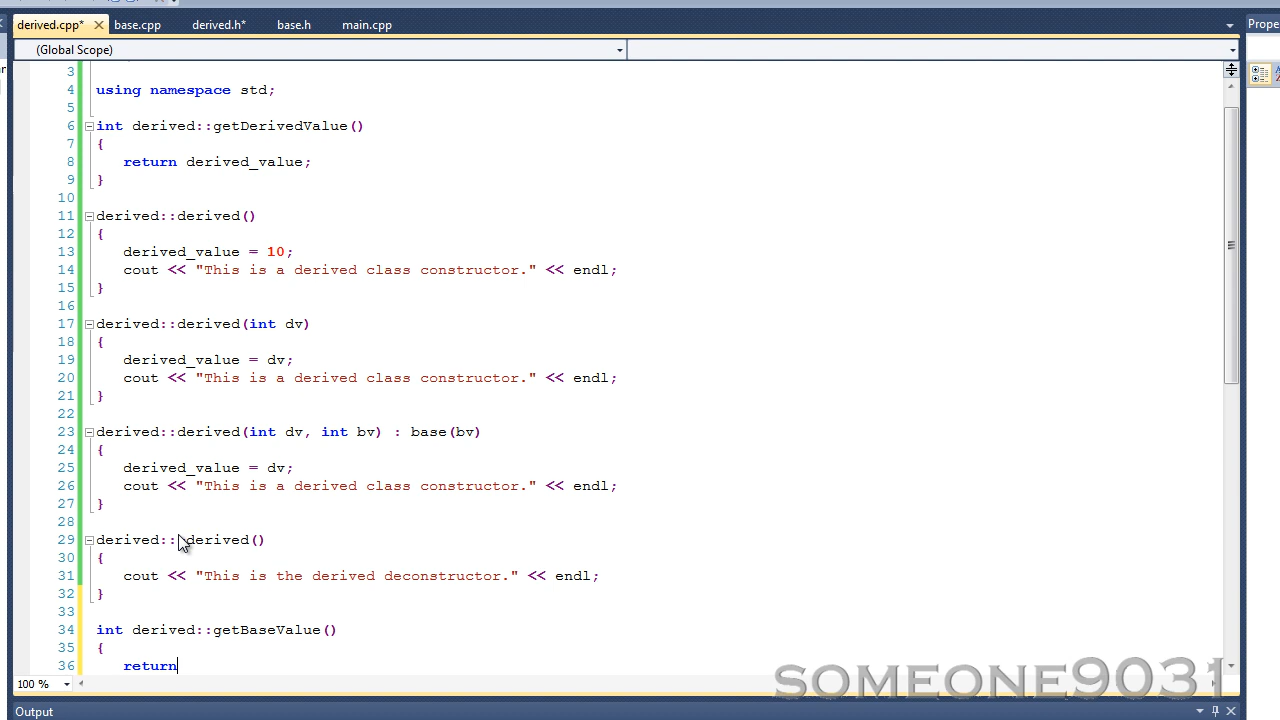 derived.cpp* base.cpp derived.h* base.h main.cpp
Prope
(Global Scope)
3
4 using namespace std;
5
6 int derived::getDerivedValue()
7 {
8 return derived_value;
9 }
10
11 derived::derived()
12 {
13 derived_value = 10;
14 cout << "This is a derived class constructor." << endl;
15 }
16
17 derived::derived(int dv)
18 {
19 derived_value = dv;
20 cout << "This is a derived class constructor." << endl;
21 }
22
23 derived::derived(int dv, int bv) : base(bv)
24 {
25 derived_value = dv;
26 cout << "This is a derived class constructor." << endl;
27 }
28
29 derived:: derived()
30 {
31 cout << "This is the derived deconstructor." << endl;
32 }
33
34 int derived::getBaseValue()
35 {
36 return
100 %
SOMEONE9031
Output